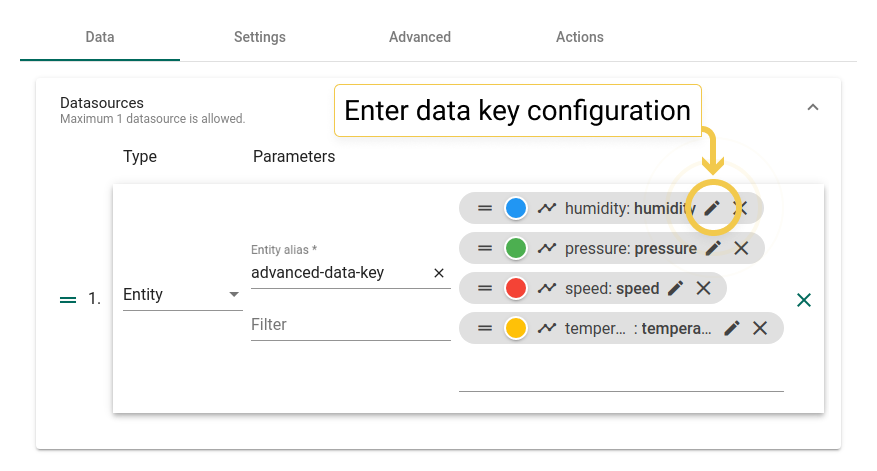 Data Settings Advanced Actions
Datasources
Maximum 1 datasource is allowed.
Enter data key configuration
Type Parameters
humidity: humidity
pressure: pressure
speed: speed
temper... : tempera...
1.
Entity
Entity alias *
advanced-data-key
Filter